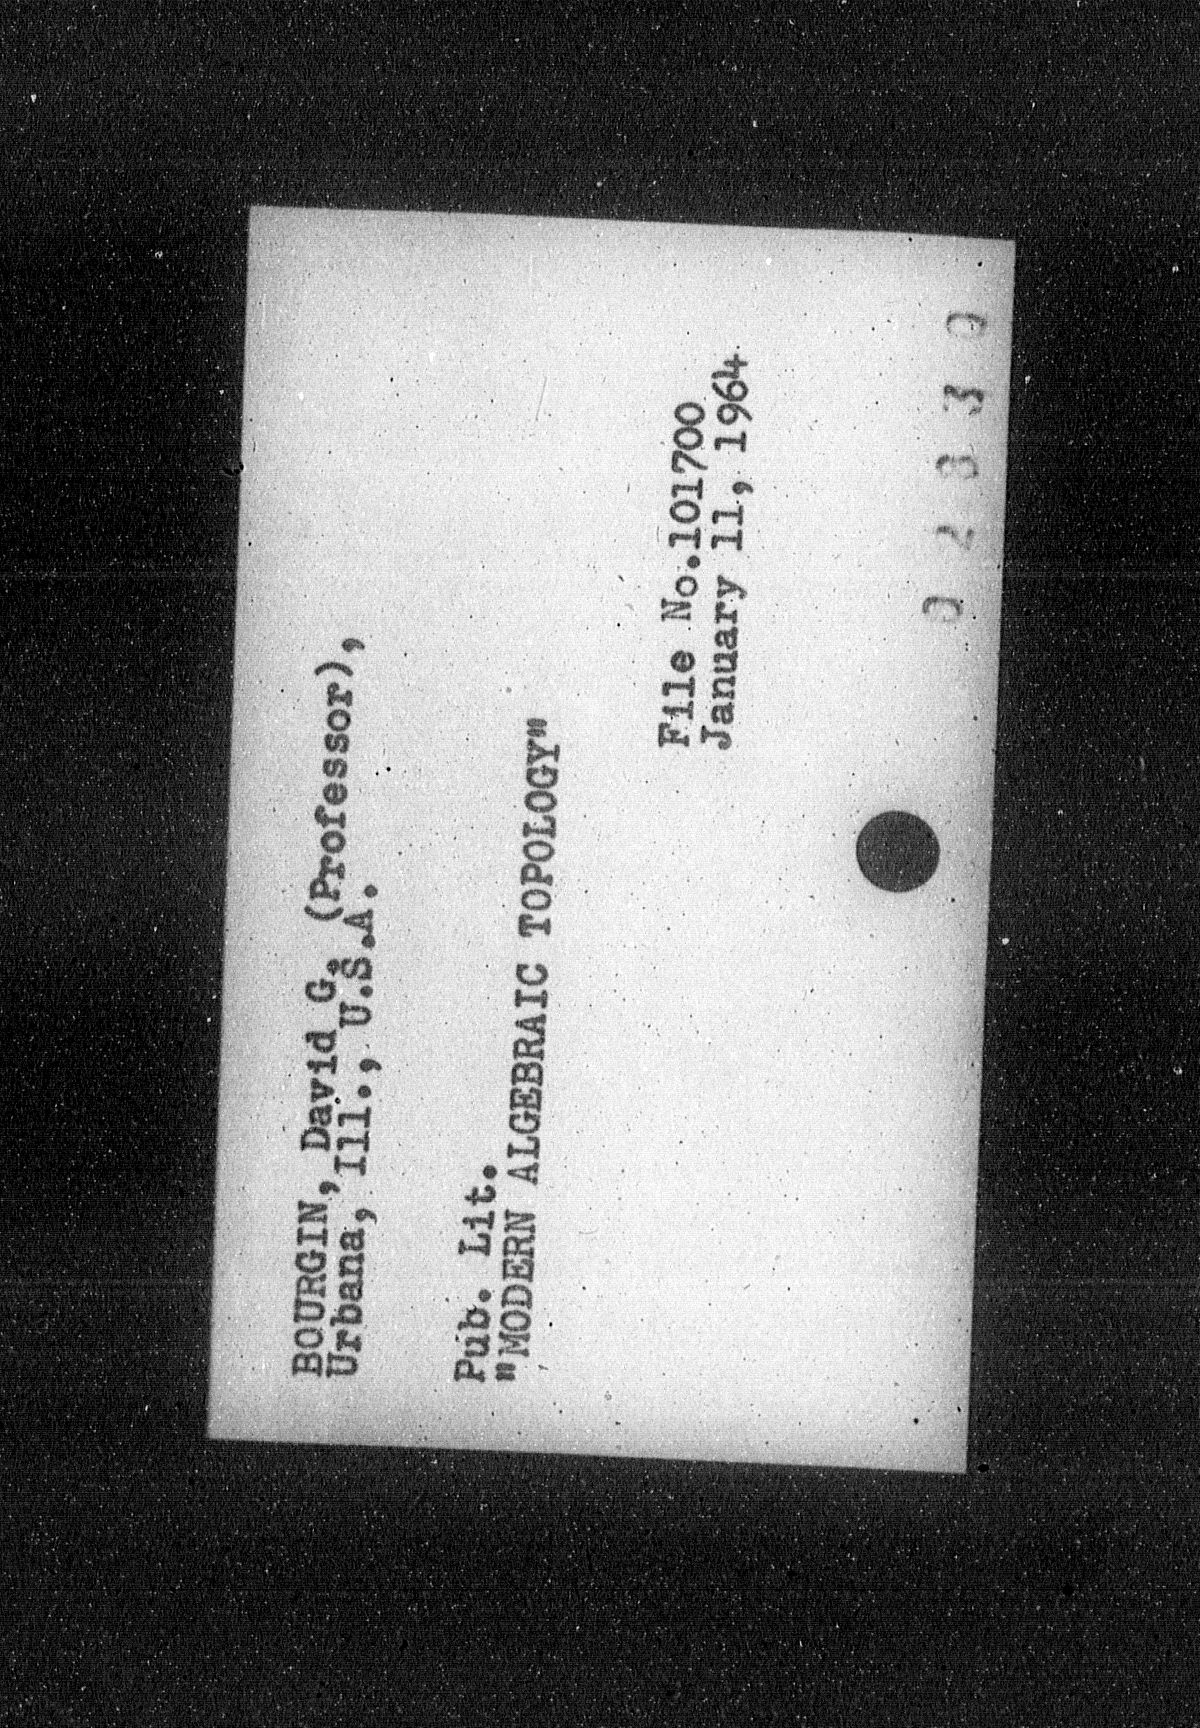 BOURGIN, David G. (Professor),
Urbana, Ill., U.S.A.
Pub. Lit.
"MODERN ALGEBRAIC TOPOLOGY"
File No.101700
January 11, 1964